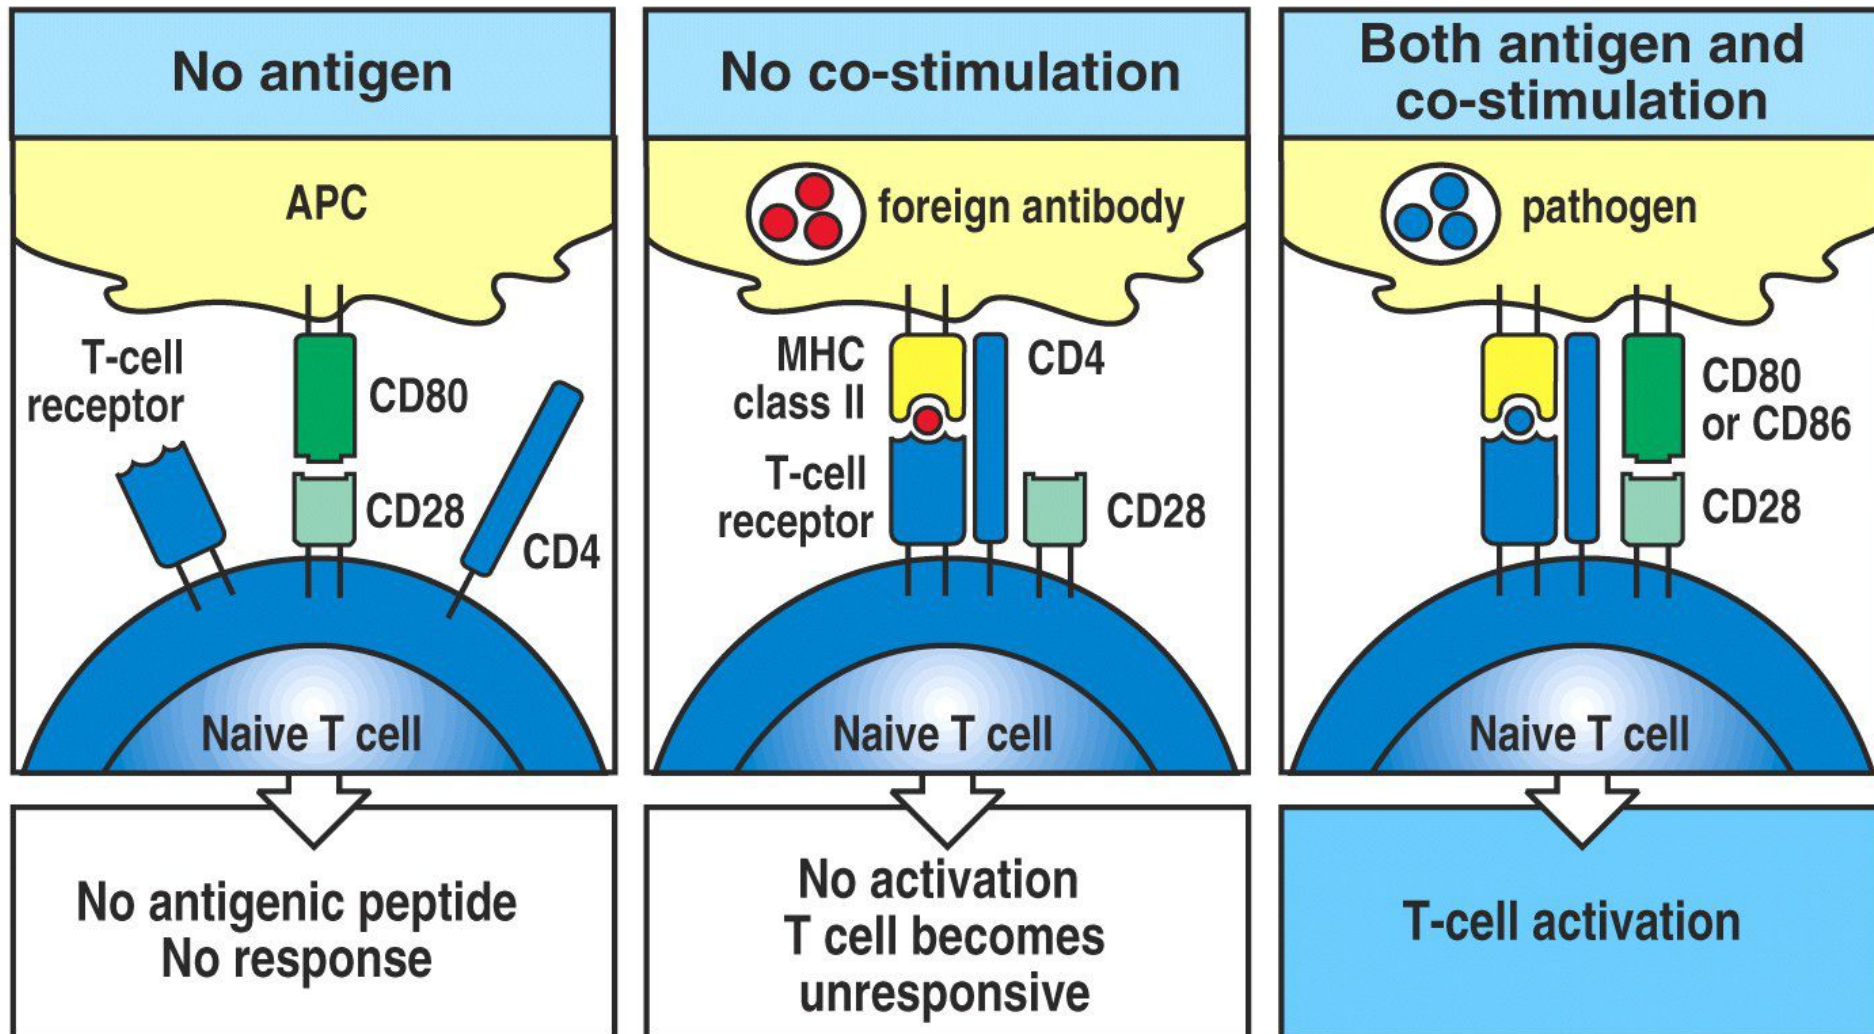 No antigen
APC
T-cell
receptor
CD80
CD28
CD4
Naive T cell
No antigenic peptide
No response
No co-stimulation
foreign antibody
MHC
class II
CD4
T-cell
receptor
CD28
Naive T cell
No activation
T cell becomes
unresponsive
Both antigen and
co-stimulation
pathogen
CD80
or CD86
CD28
Naive T cell
T-cell activation